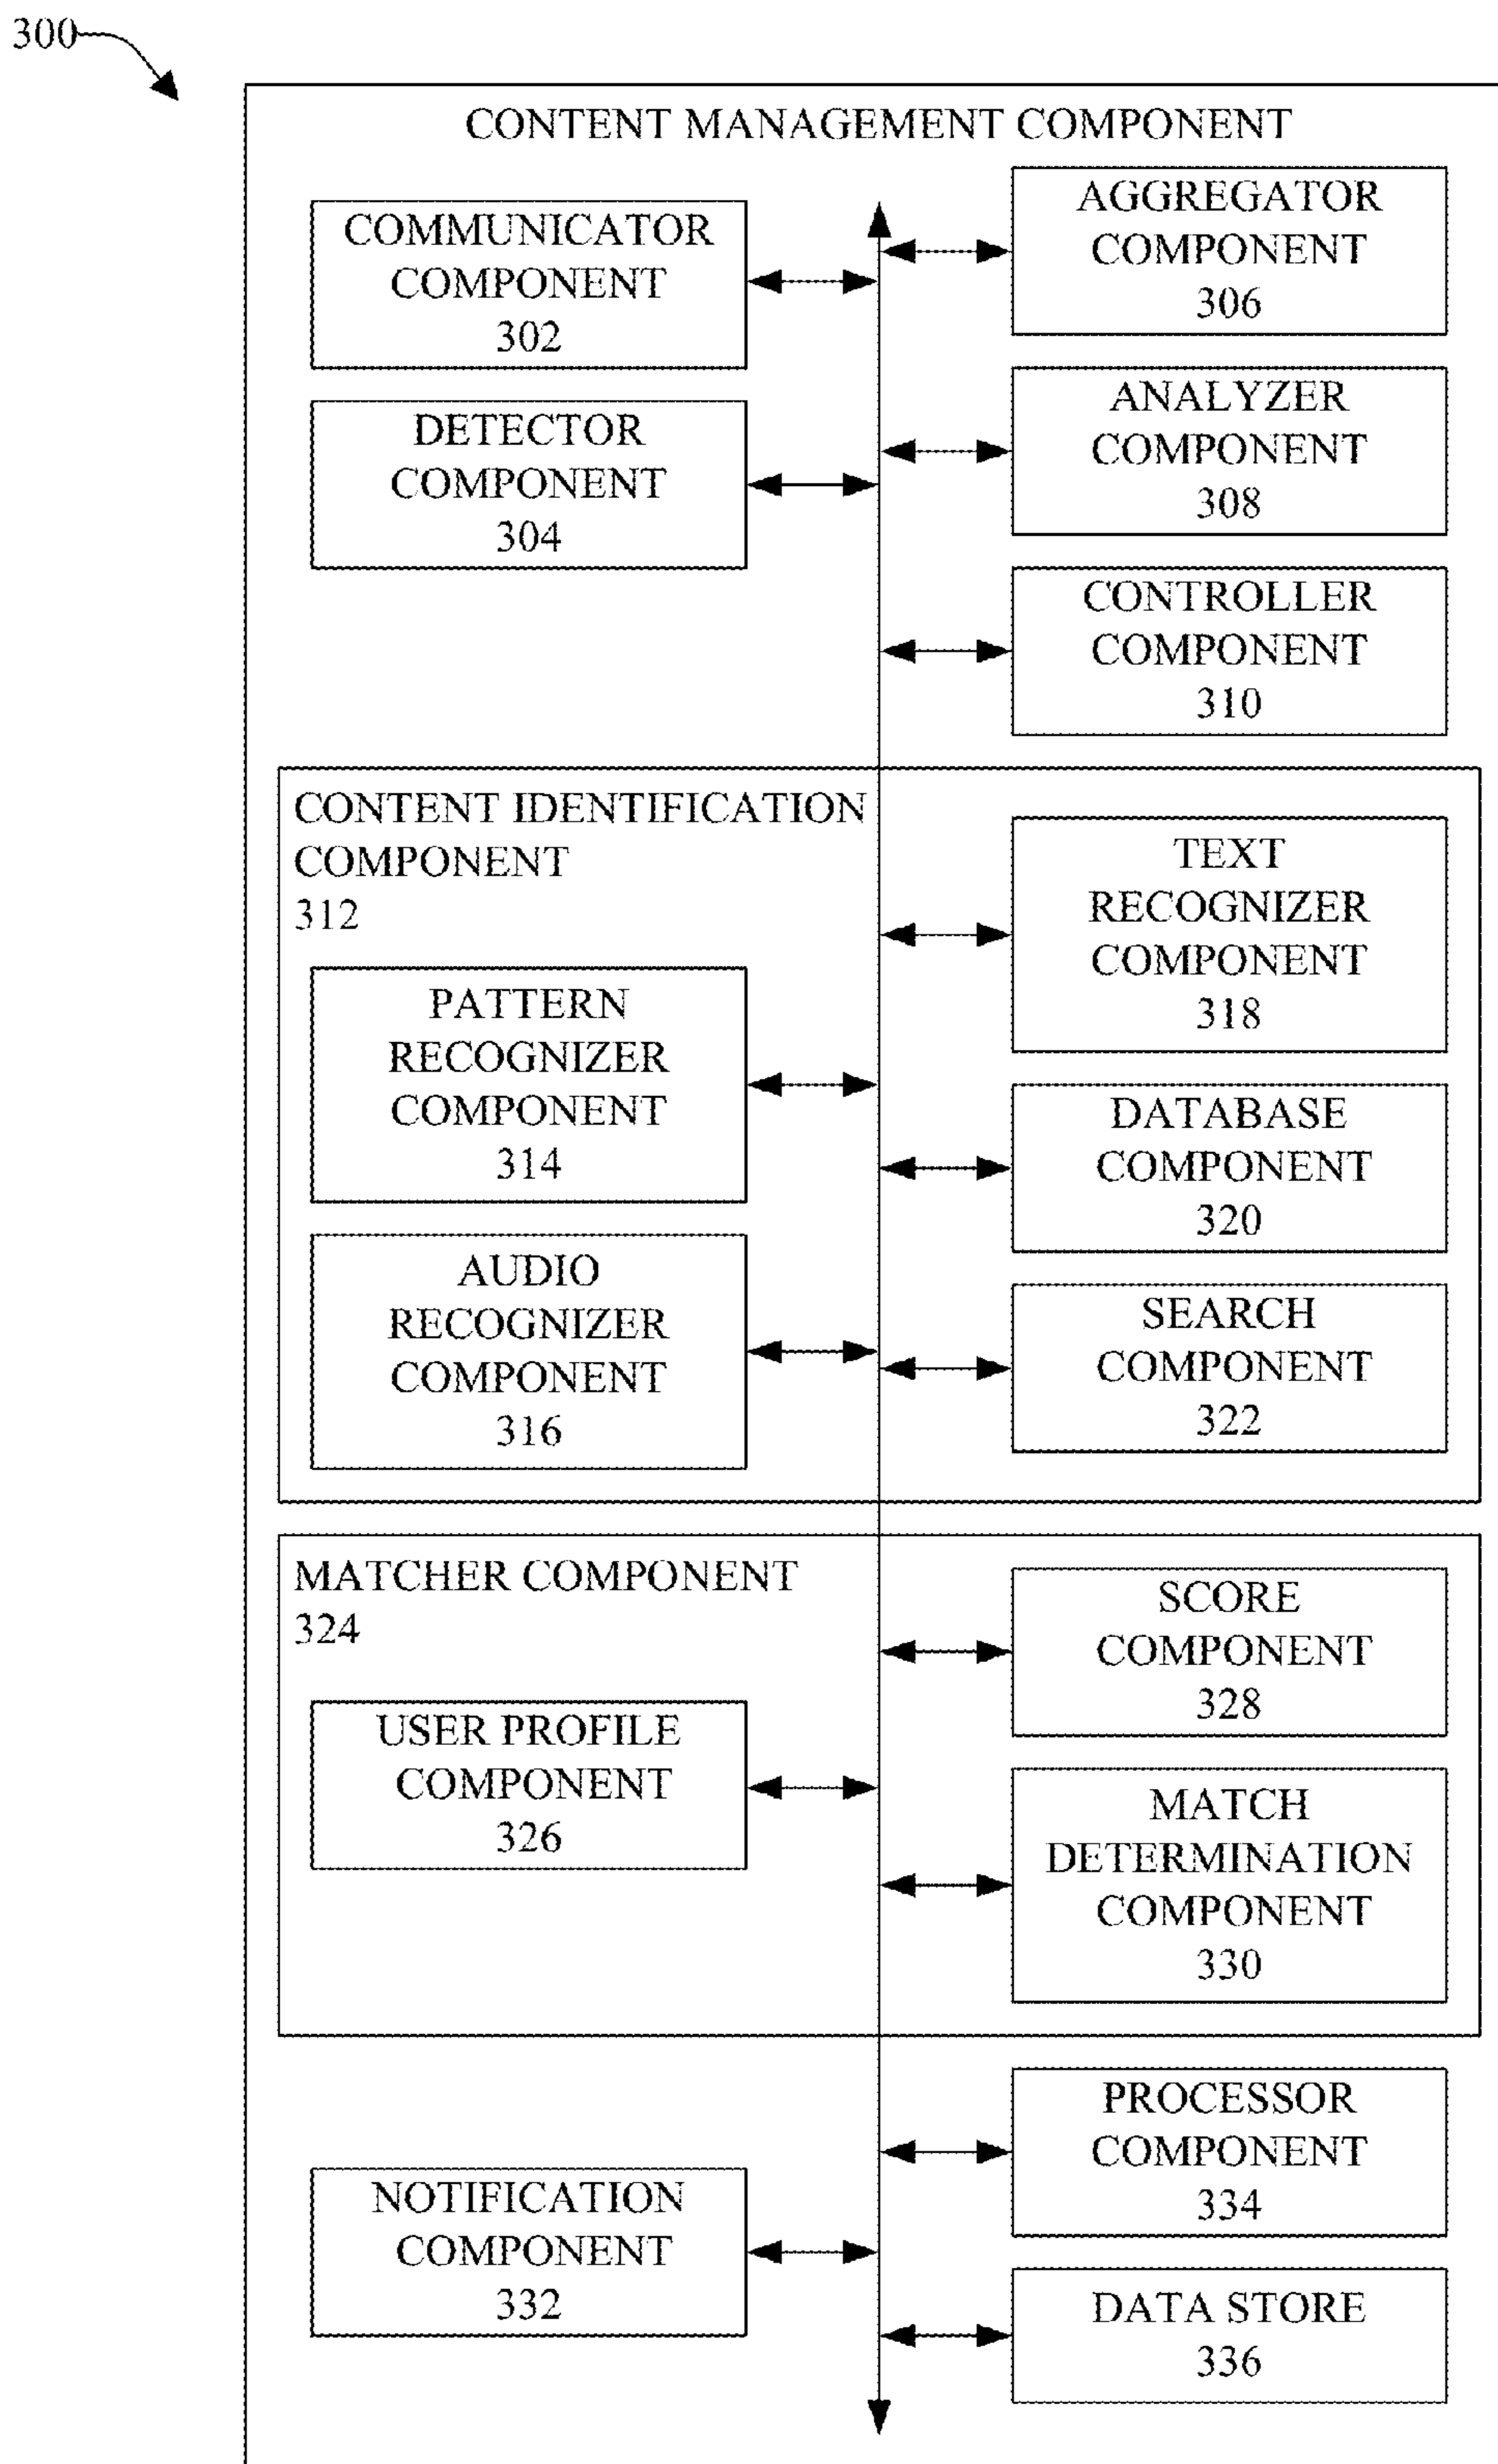 300
CONTENT MANAGEMENT COMPONENT
COMMUNICATOR
COMPONENT
302
AGGREGATOR
COMPONENT
306
DETECTOR
COMPONENT
304
ANALYZER
COMPONENT
308
CONTROLLER
COMPONENT
310
CONTENT IDENTIFICATION
COMPONENT
312
TEXT
RECOGNIZER
COMPONENT
318
PATTERN
RECOGNIZER
COMPONENT
314
DATABASE
COMPONENT
320
AUDIO
RECOGNIZER
COMPONENT
316
SEARCH
COMPONENT
322
MATCHER COMPONENT
324
SCORE
COMPONENT
328
USER PROFILE
COMPONENT
326
MATCH
DETERMINATION
COMPONENT
330
PROCESSOR
COMPONENT
334
NOTIFICATION
COMPONENT
332
DATA STORE
336